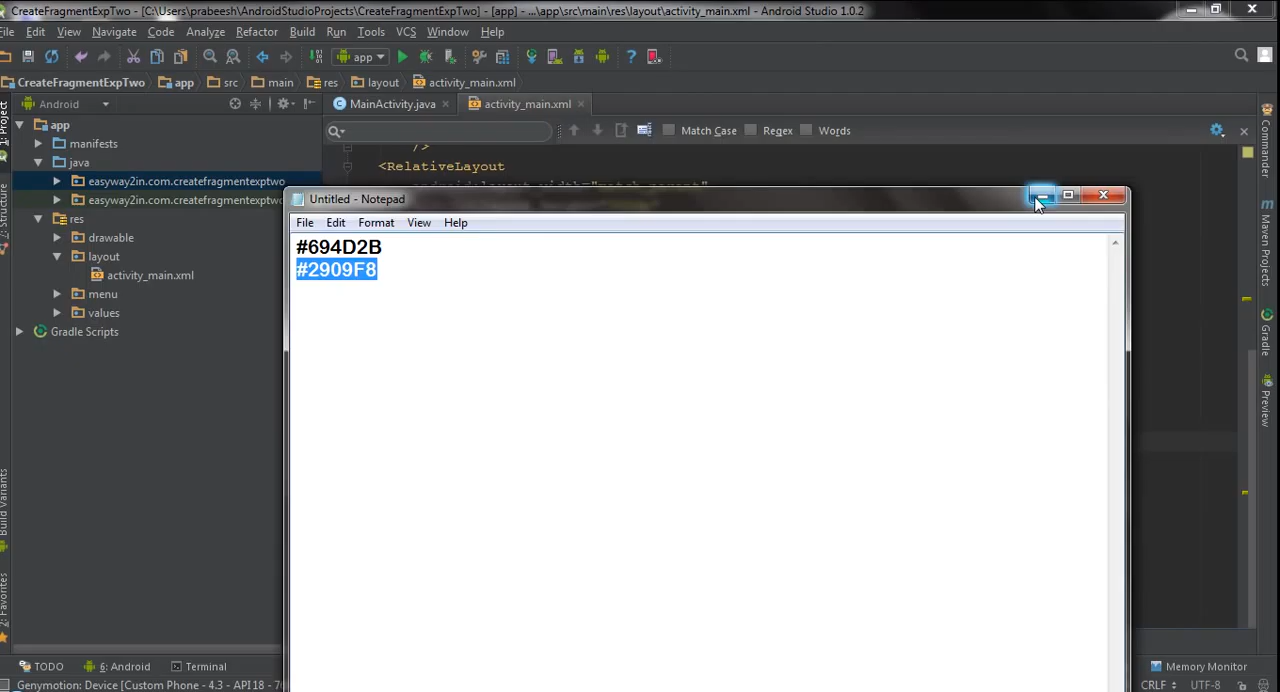 CreateFragmentExpTwo - [C:\Users\prabeesh\AndroidStudioProjects\CreateFragmentExpTwo] - [app] - ...\app\src\main\res\layout\activity_main.xml - Android Studio 1.0.2
File Edit View Navigate Code Analyze Refactor Build Run Tools VCS Window Help
app
CreateFragmentExpTwo app src main res layout activity_main.xml
Android
MainActivity.java
activity_main.xml
Match Case
Regex
Words
1: Project
Structure
Build Variants
2: Favorites
app
manifests
java
easyway2in.com.createfragmentexptwo
easyway2in.com.createfragmentexptwo
res
drawable
layout
activity_main.xml
menu
values
Gradle Scripts
/>
<RelativeLayout
android:layout_width="match_parent"
Untitled - Notepad
File Edit Format View Help
#694D2B
#2909F8
Commander
Maven Projects
Gradle
Preview
TODO
6: Android
Terminal
Memory Monitor
Genymotion: Device [Custom Phone - 4.3 - API 18 -
CRLF
UTF-8